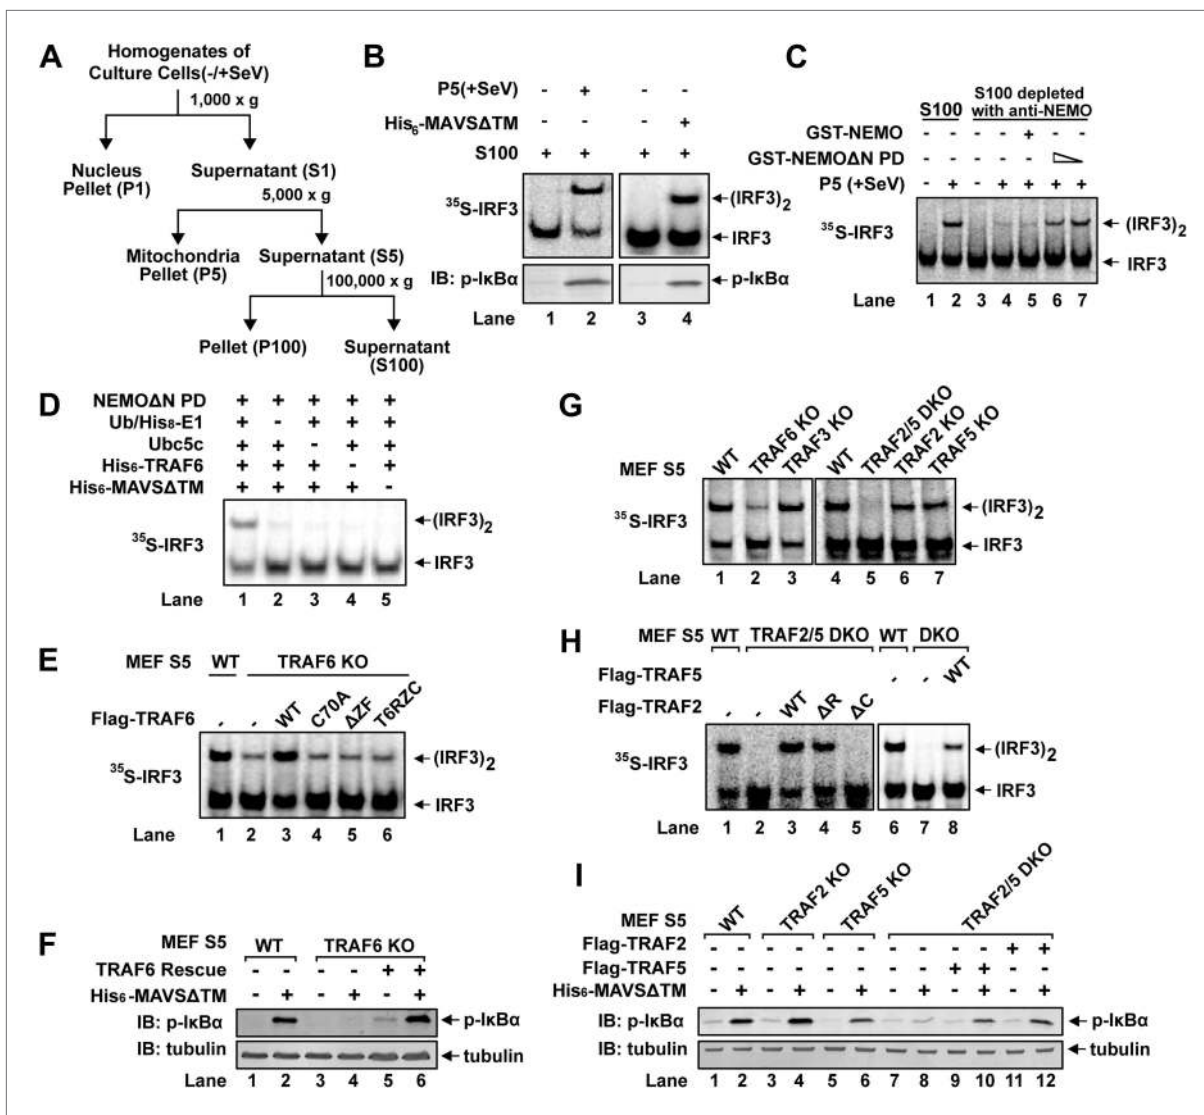 A
Homogenates of
Culture Cells(-/+SeV)
1,000 x g
Nucleus
Pellet (P1)
Supernatant (S1)
5,000 x g
Mitochondria
Pellet (P5)
Supernatant (S5)
100,000 x g
Pellet (P100)
Supernatant
(S100)
B
P5(+SeV) - + - -
His6-MAVSΔTM - - - +
S100 + + + +
35S-IRF3
(IRF3)2
IRF3
IB: p-IκBα
p-IκBα
Lane 1 2 3 4
C
S100
S100 depleted
with anti-NEMO
GST-NEMO - - - - + - -
GST-NEMOΔN PD - - - - -
P5 (+SeV) - + - + + + +
35S-IRF3
(IRF3)2
IRF3
Lane 1 2 3 4 5 6 7
D
NEMOΔN PD + + + + +
Ub/His8-E1 + - + + +
Ubc5c + + - + +
His6-TRAF6 + + + - +
His6-MAVSΔTM + + + + -
35S-IRF3
(IRF3)2
IRF3
Lane 1 2 3 4 5
E
MEF S5 WT TRAF6 KO
Flag-TRAF6 - - WT C70A ΔZF T6RZC
35S-IRF3
(IRF3)2
IRF3
Lane 1 2 3 4 5 6
F
MEF S5 WT TRAF6 KO
TRAF6 Rescue - - - - + +
His6-MAVSΔTM - + - + - +
IB: p-IκBα
p-IκBα
IB: tubulin
tubulin
Lane 1 2 3 4 5 6
G
MEF S5 WT TRAF6 KO TRAF3 KO WT TRAF2/5 DKO TRAF2 KO TRAF5 KO
35S-IRF3
(IRF3)2
IRF3
Lane 1 2 3 4 5 6 7
H
MEF S5 WT TRAF2/5 DKO WT DKO
Flag-TRAF5 - - WT
Flag-TRAF2 - - WT ΔR ΔC
35S-IRF3
(IRF3)2
IRF3
Lane 1 2 3 4 5 6 7 8
I
MEF S5 WT TRAF2 KO TRAF5 KO TRAF2/5 DKO
Flag-TRAF2 - - - - - - - - - - + +
Flag-TRAF5 - - - - - - - - + + - -
His6-MAVSΔTM - + - + - + - + - + - +
IB: p-IκBα
p-IκBα
IB: tubulin
tubulin
Lane 1 2 3 4 5 6 7 8 9 10 11 12